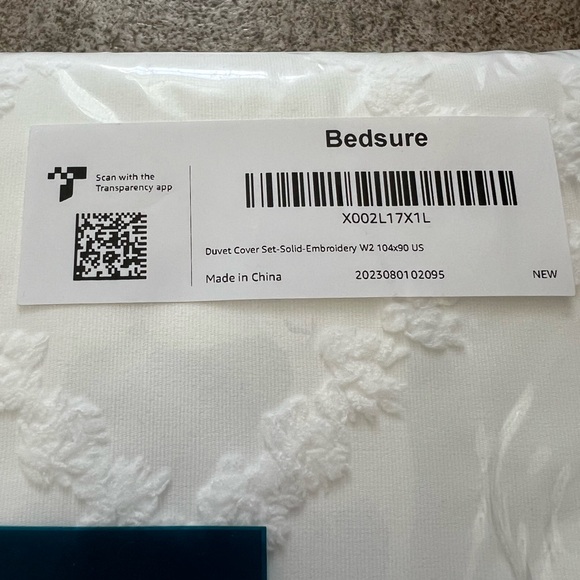 Bedsure
Scan with the
Transparency app
X002L17X1L
Duvet Cover Set-Solid-Embroidery W2 104x90 US
Made in China
2023080102095
NEW